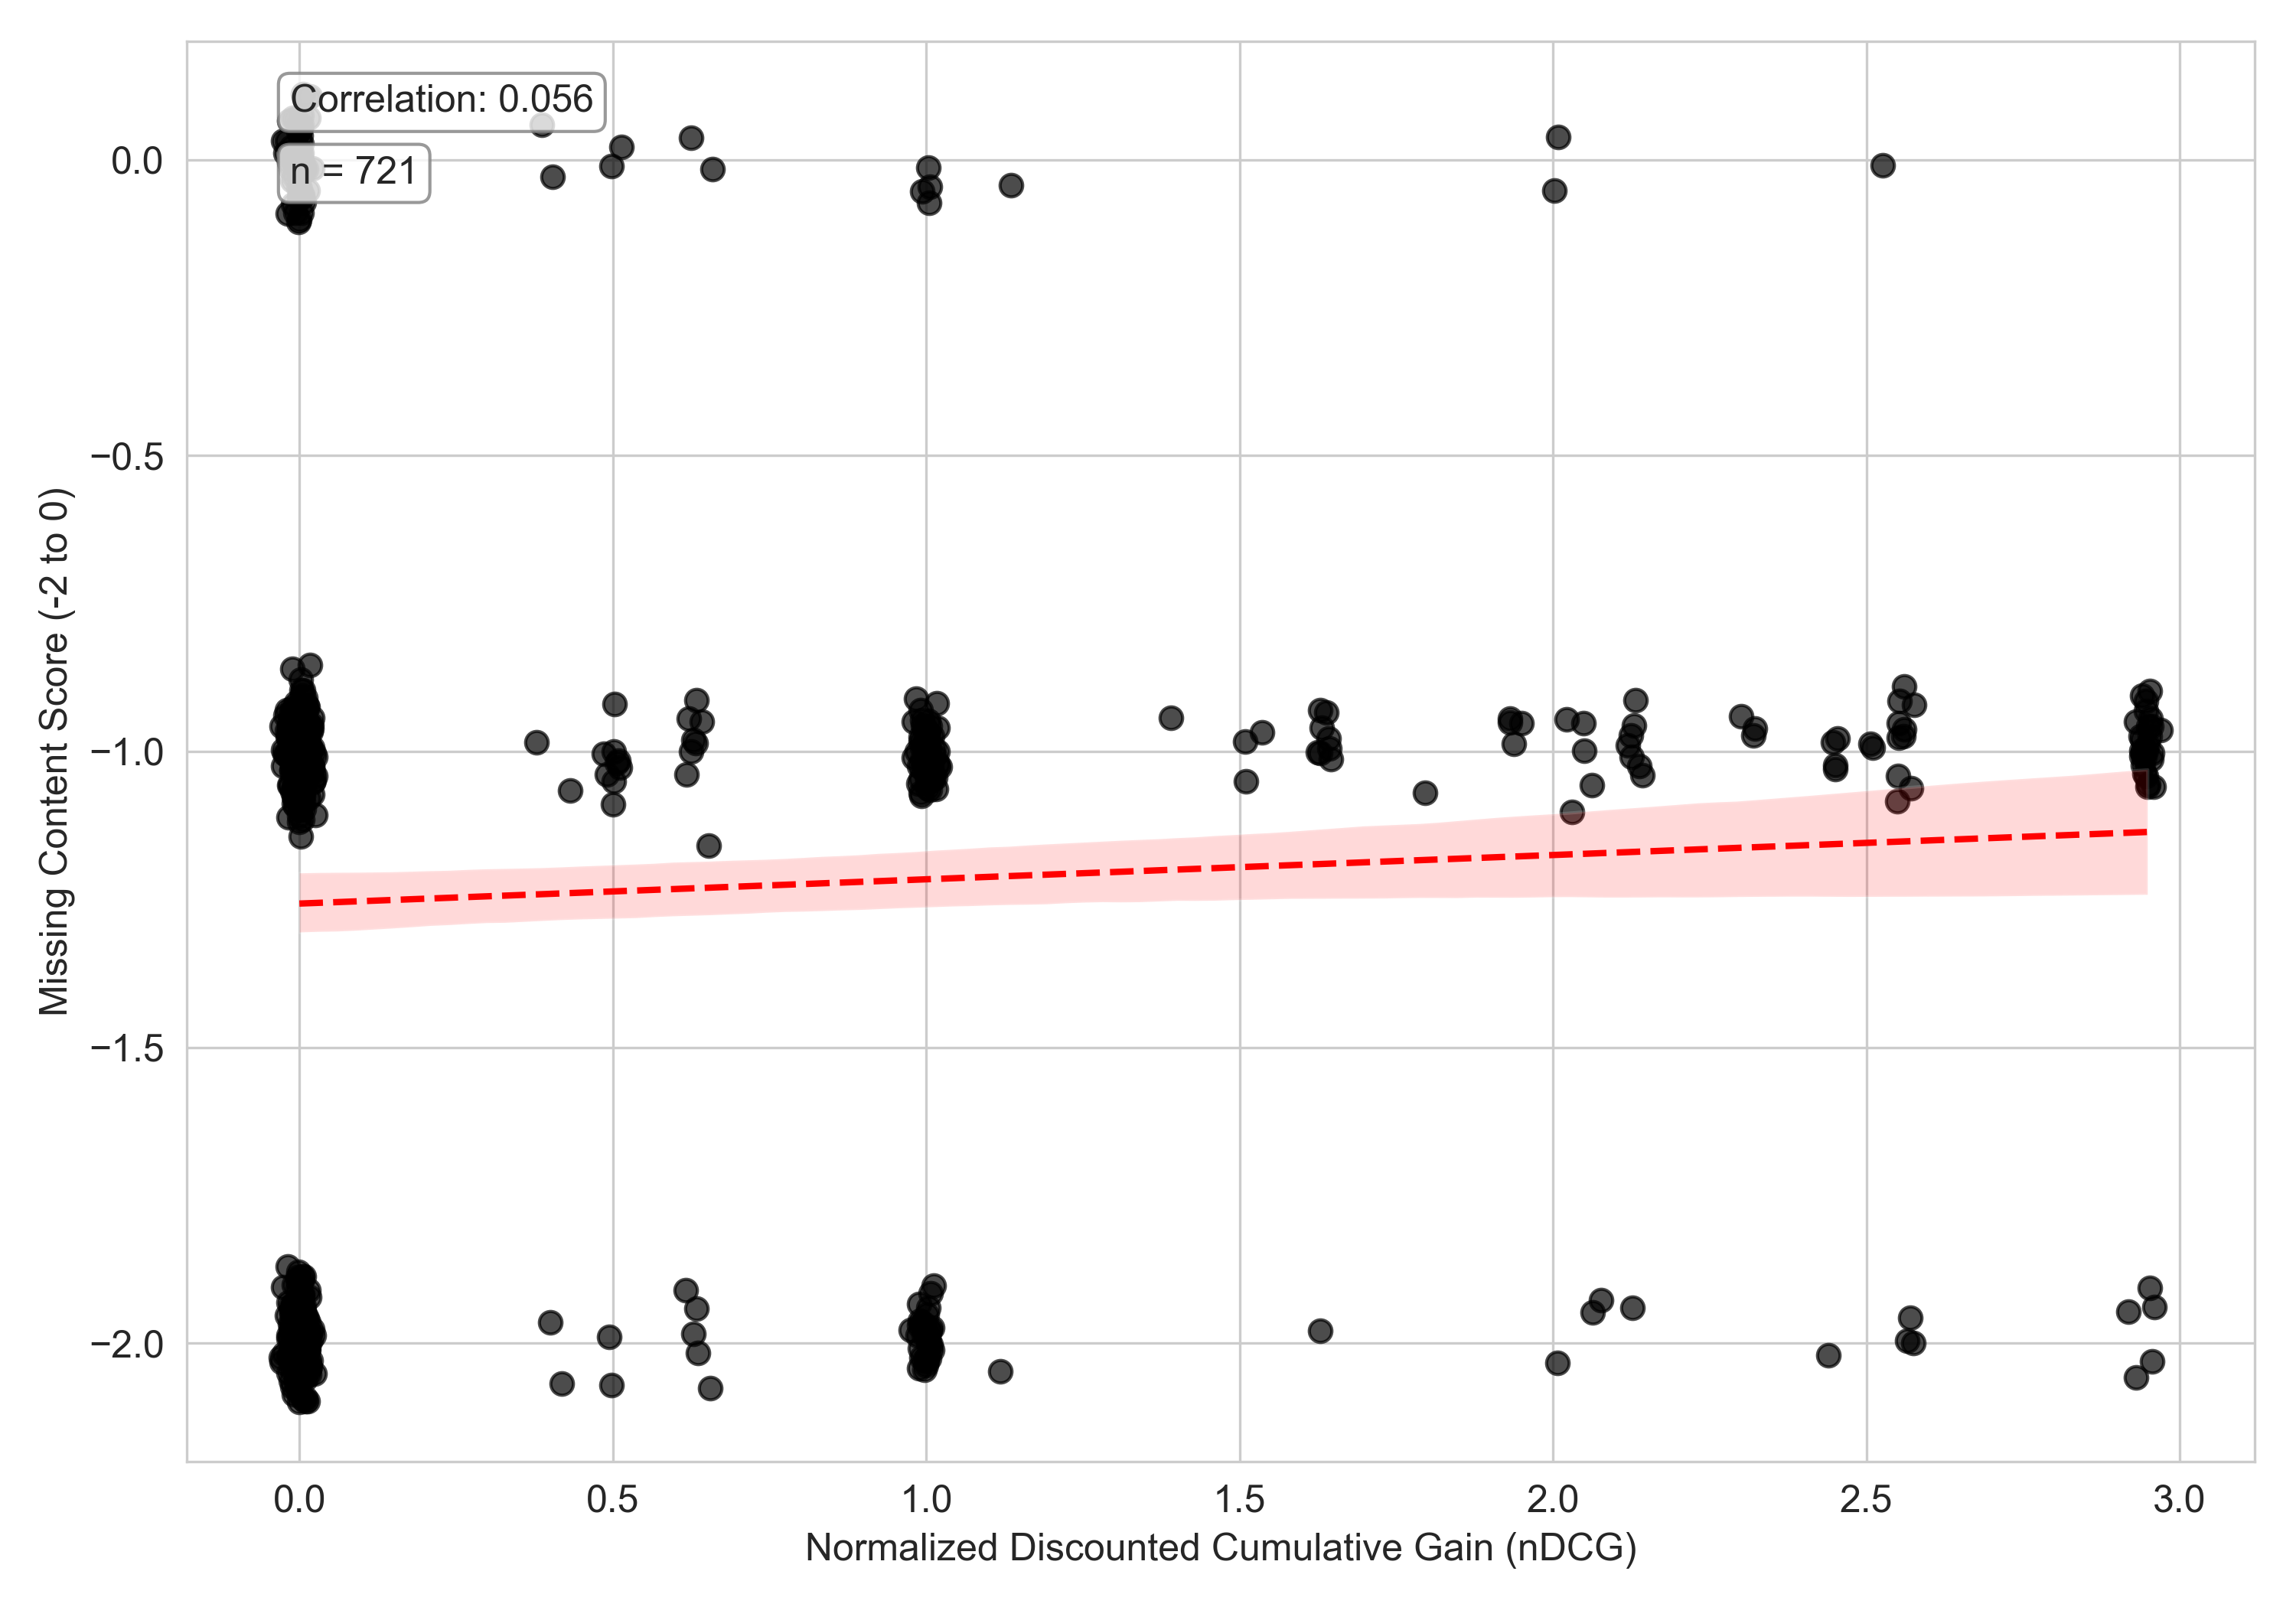 Correlation: 0.056
n = 721
0.0
−0.5
−1.0
−1.5
−2.0
Missing Content Score (-2 to 0)
0.0 0.5 1.0 1.5 2.0 2.5 3.0
Normalized Discounted Cumulative Gain (nDCG)